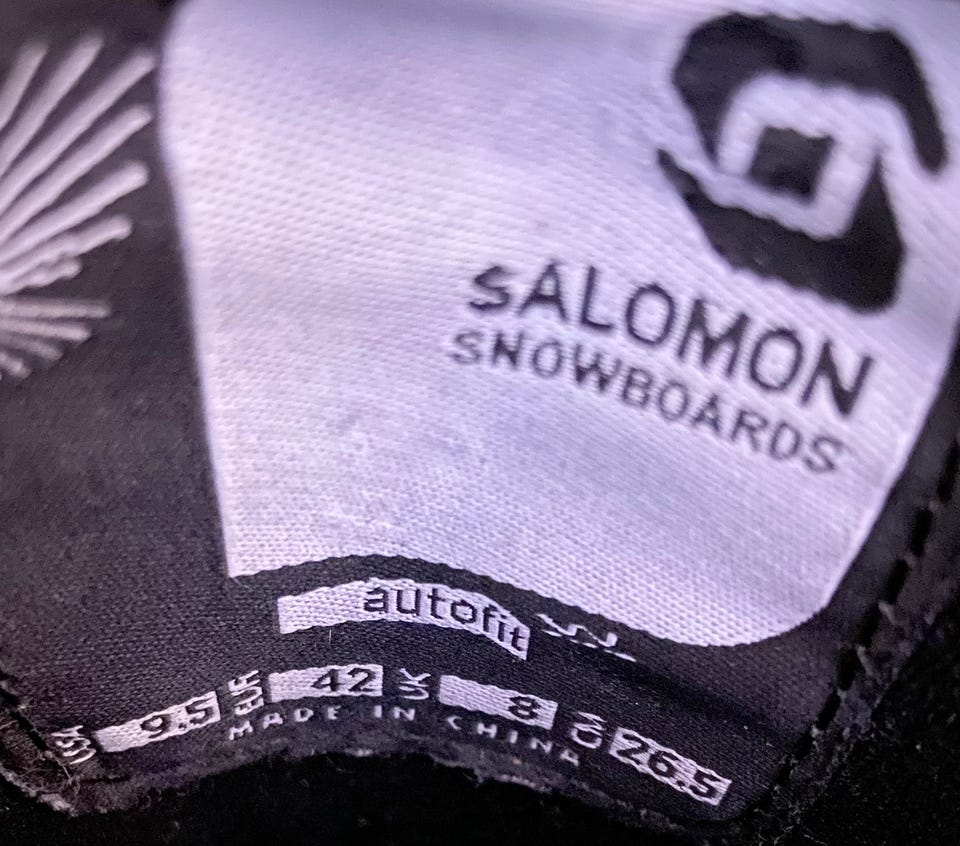 SALOMON
SNOWBOARDS
autofit
USA 9.5 EUR 42 UK 8 CM 26.5
MADE IN CHINA